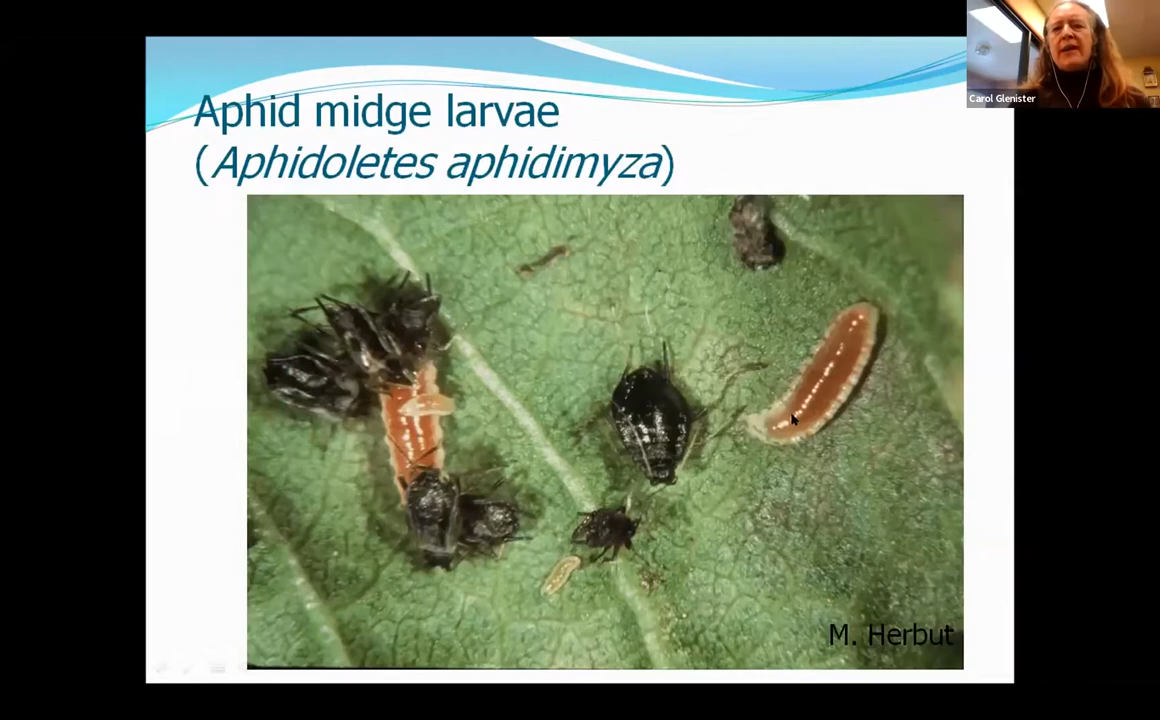 Aphid midge larvae
(Aphidoletes aphidimyza)
Carol Glenister
M. Herbut